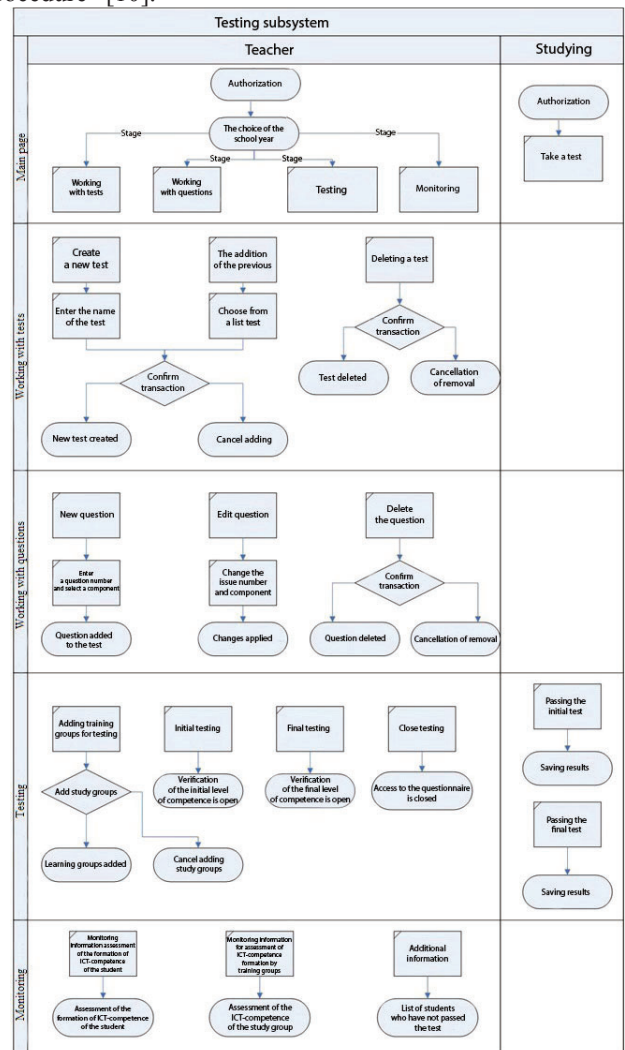 ocedure" [10].
Testing subsystem
Teacher
Studying
Main page
Authorization
The choice of the
school year
Stage
Stage
Stage
Stage
Working
with tests
Working
with questions
Testing
Monitoring
Authorization
Take a test
Working with tests
Create
a new test
The addition
of the previous
Deleting a test
Enter the name
of the test
Choose from
a list test
Confirm
transaction
Confirm
transaction
Test deleted
Cancellation
of removal
New test created
Cancel adding
Working with questions
New question
Edit question
Delete
the question
Enter
a question number
and select a component
Change the
issue number
and component
Confirm
transaction
Question added
to the test
Changes applied
Question deleted
Cancellation of removal
Testing
Adding training
groups for testing
Initial testing
Final testing
Close testing
Passing the
initial test
Add study groups
Verification
of the initial level
of competence is open
Verification
of the final level
of competence is open
Access to the questionnaire
is closed
Saving results
Learning groups added
Cancel adding
study groups
Passing the
final test
Saving results
Monitoring
Monitoring
information assessment
of the formation of
ICT-competence
of the student
Monitoring information
for assessment of
ICT-competence
formation by
training groups
Additional
information
Assessment of the
formation of ICT-competence
of the student
Assessment of the
ICT-competence
of the study group
List of students
who have not passed
the test